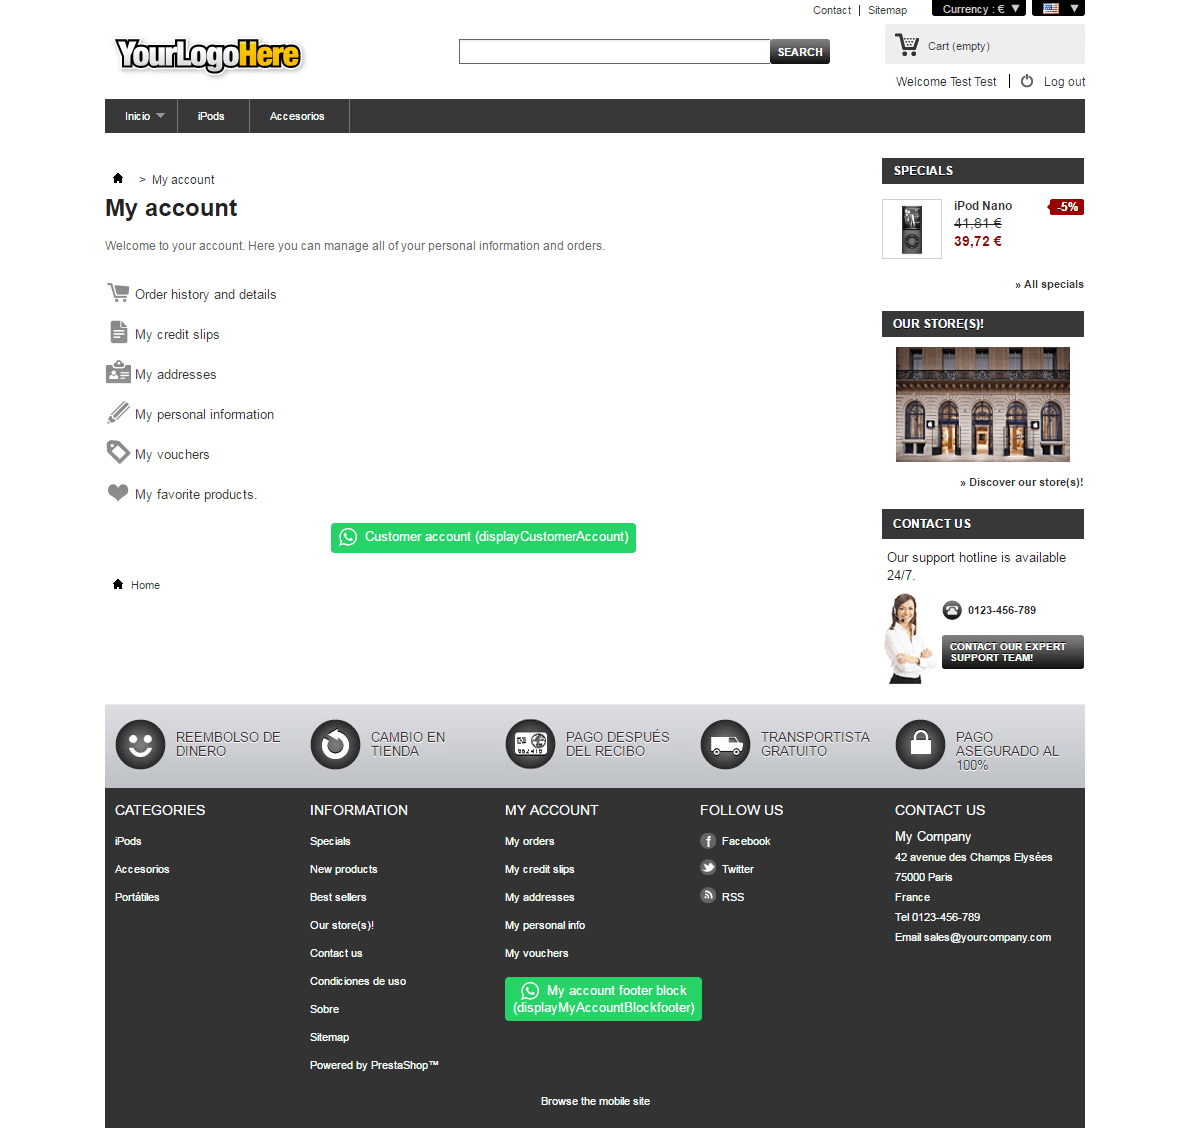 Contact | Sitemap
Currency : €
YourLogoHere
SEARCH
Cart (empty)
Welcome Test Test
Log out
Inicio
iPods
Accesorios
> My account
My account
Welcome to your account. Here you can manage all of your personal information and orders.
Order history and details
My credit slips
My addresses
My personal information
My vouchers
My favorite products.
Customer account (displayCustomerAccount)
Home
SPECIALS
iPod Nano
-5%
41,81 €
39,72 €
» All specials
OUR STORE(S)!
» Discover our store(s)!
CONTACT US
Our support hotline is available
24/7.
0123-456-789
CONTACT OUR EXPERT
SUPPORT TEAM!
REEMBOLSO DE
DINERO
CAMBIO EN
TIENDA
PAGO DESPUÉS
DEL RECIBO
TRANSPORTISTA
GRATUITO
PAGO
ASEGURADO AL
100%
CATEGORIES
iPods
Accesorios
Portátiles
INFORMATION
Specials
New products
Best sellers
Our store(s)!
Contact us
Condiciones de uso
Sobre
Sitemap
Powered by PrestaShop™
MY ACCOUNT
My orders
My credit slips
My addresses
My personal info
My vouchers
My account footer block
(displayMyAccountBlockfooter)
FOLLOW US
Facebook
Twitter
RSS
CONTACT US
My Company
42 avenue des Champs Elysées
75000 Paris
France
Tel 0123-456-789
Email sales@yourcompany.com
Browse the mobile site